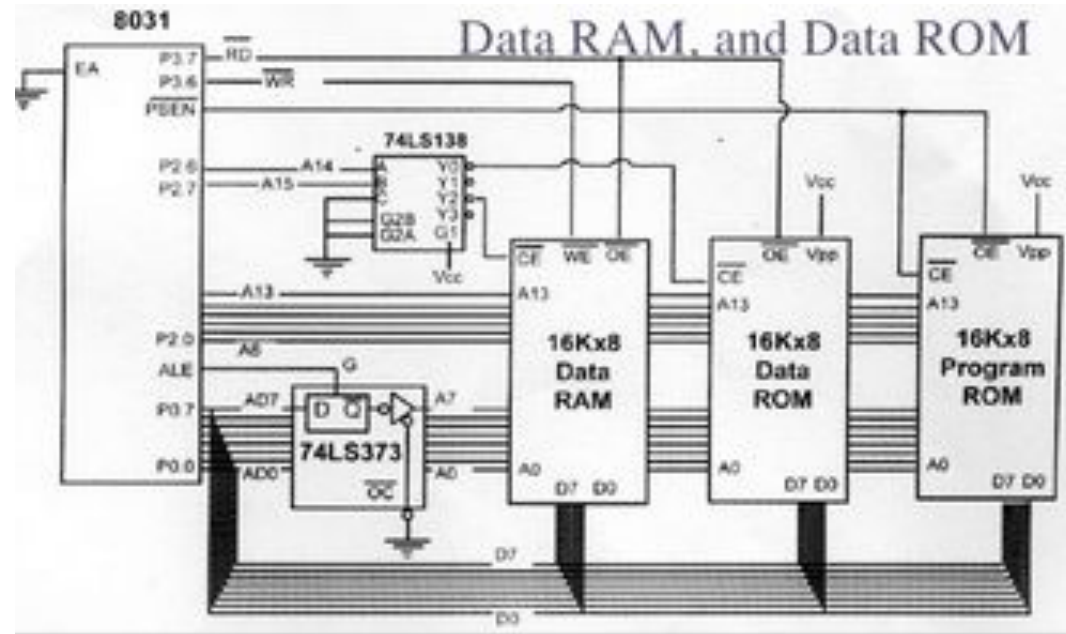 8031
Data RAM, and Data ROM
EA
P3.7
RD
P3.6
WR
PSEN
74LS138
P2.6
A14
A
Y0
P2.7
A15
B
Y1
C
Y2
Y3
G2B
G2A
G1
Vcc
Vcc
Vcc
CE
WE
OE
CE
OE
Vpp
CE
OE
Vpp
A13
A13
A13
A13
P2.0
A8
16Kx8
Data
RAM
16Kx8
Data
ROM
16Kx8
Program
ROM
ALE
G
P0.7
AD7
D
Q
A7
74LS373
P0.0
AD0
A0
A0
A0
A0
OC
D7 D0
D7 D0
D7 D0
D7
D0